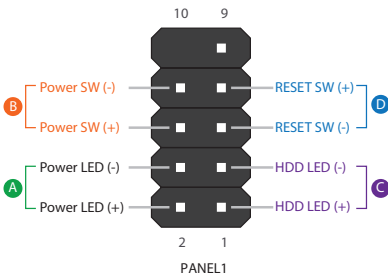 10 9
Power SW (-) RESET SW (+)
B D
Power SW (+) RESET SW (-)
Power LED (-) HDD LED (-)
A C
Power LED (+) HDD LED (+)
2 1
PANEL1